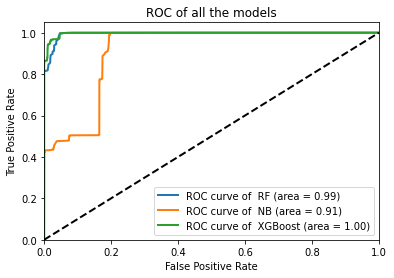 ROC of all the models
True Positive Rate
1.0
0.8
0.6
0.4
0.2
0.0
ROC curve of  RF (area = 0.99)
ROC curve of  NB (area = 0.91)
ROC curve of  XGBoost (area = 1.00)
0.0 0.2 0.4 0.6 0.8 1.0
False Positive Rate